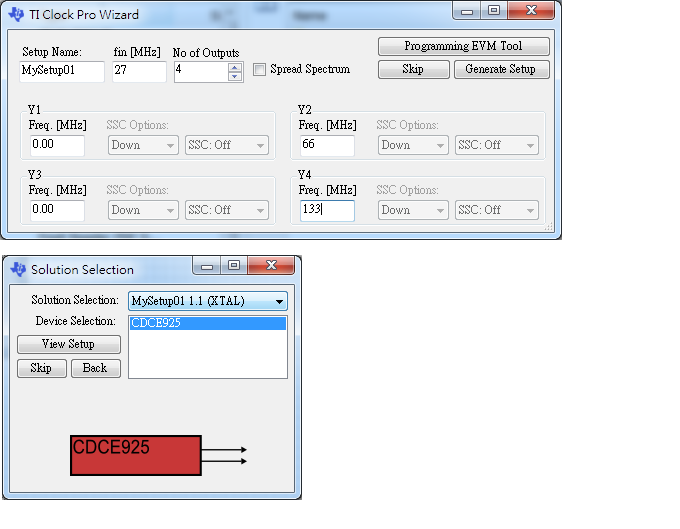 TI Clock Pro Wizard
Setup Name: fin [MHz] No of Outputs
MySetup01 27 4 Spread Spectrum
Programming EVM Tool
Skip Generate Setup
Y1 Y2
Freq. [MHz] SSC Options: Freq. [MHz] SSC Options:
0.00 Down SSC: Off 66 Down SSC: Off
Y3 Y4
Freq. [MHz] SSC Options: Freq. [MHz] SSC Options:
0.00 Down SSC: Off 133 Down SSC: Off
Solution Selection
Solution Selection: MySetup01 1.1 (XTAL)
Device Selection: CDCE925
View Setup
Skip Back
CDCE925